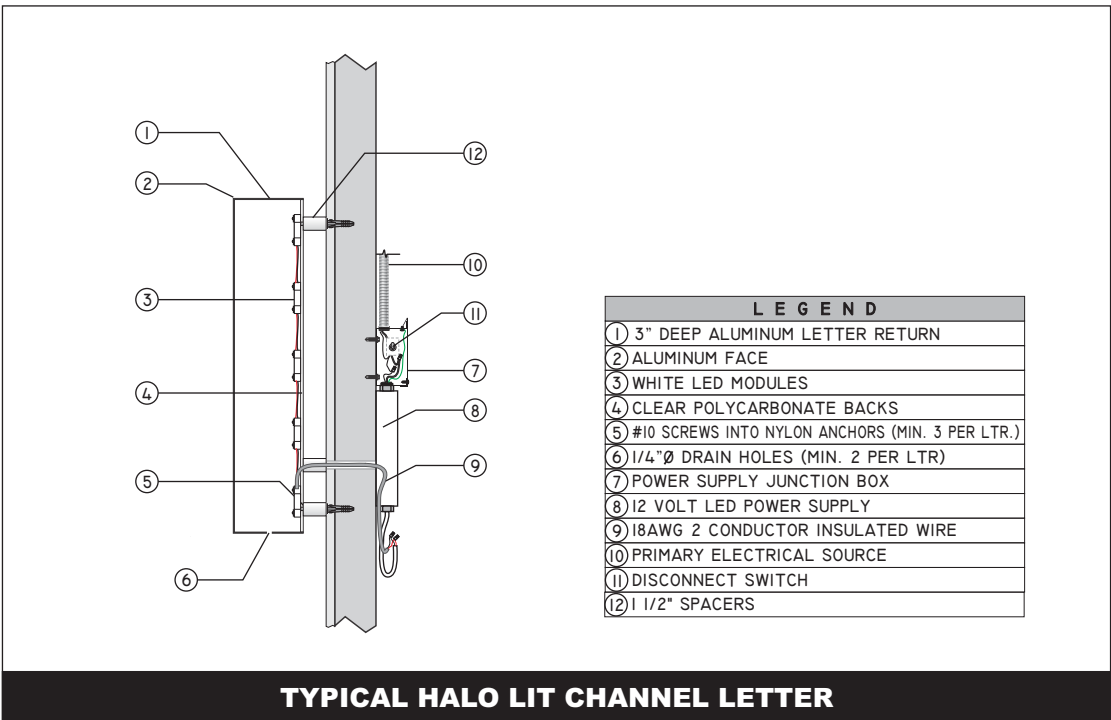 1
2
3
4
5
6
12
10
11
7
8
9
LEGEND
1 3" DEEP ALUMINUM LETTER RETURN
2 ALUMINUM FACE
3 WHITE LED MODULES
4 CLEAR POLYCARBONATE BACKS
5 #10 SCREWS INTO NYLON ANCHORS (MIN. 3 PER LTR.)
6 1/4"Ø DRAIN HOLES (MIN. 2 PER LTR)
7 POWER SUPPLY JUNCTION BOX
8 12 VOLT LED POWER SUPPLY
9 18AWG 2 CONDUCTOR INSULATED WIRE
10 PRIMARY ELECTRICAL SOURCE
11 DISCONNECT SWITCH
12 1 1/2" SPACERS
TYPICAL HALO LIT CHANNEL LETTER